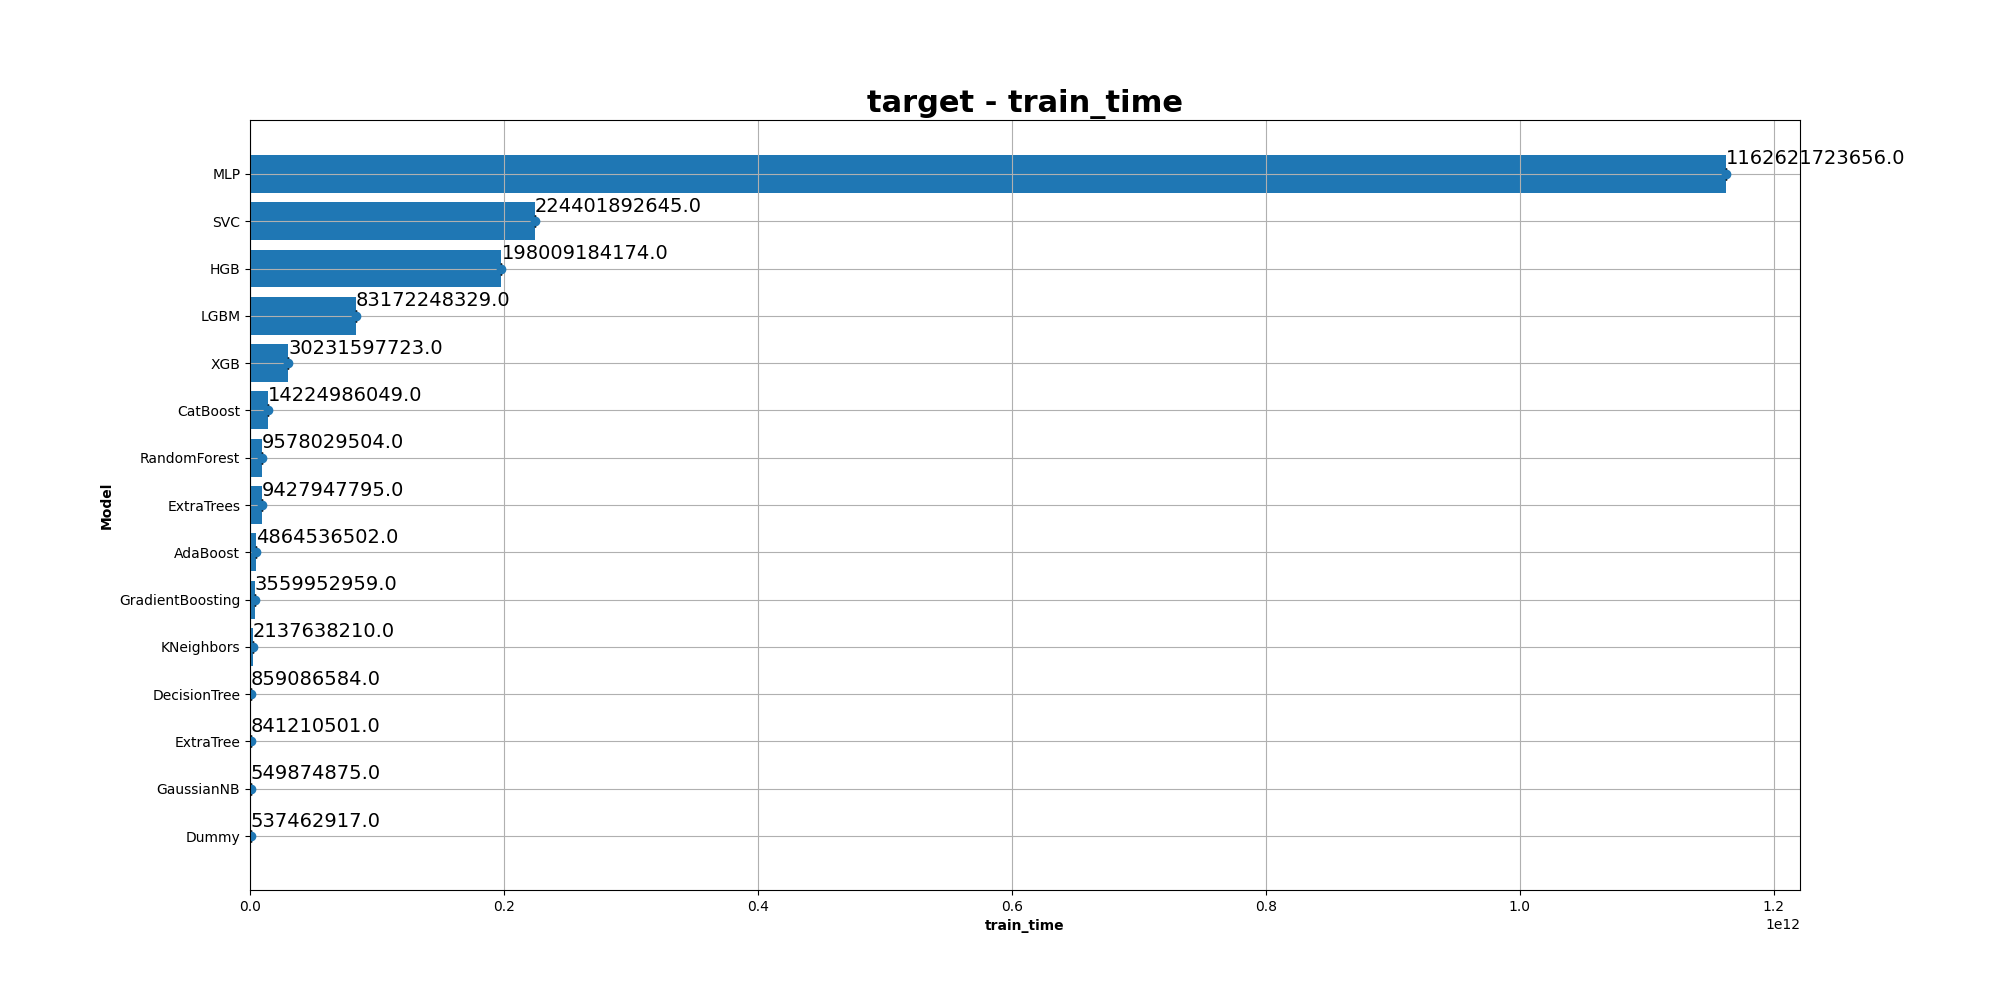 target - train_time
MLP 1162621723656.0
SVC 224401892645.0
HGB 198009184174.0
LGBM 83172248329.0
XGB 30231597723.0
CatBoost 14224986049.0
RandomForest 9578029504.0
ExtraTrees 9427947795.0
AdaBoost 4864536502.0
GradientBoosting 3559952959.0
KNeighbors 2137638210.0
DecisionTree 859086584.0
ExtraTree 841210501.0
GaussianNB 549874875.0
Dummy 537462917.0
Model
0.0 0.2 0.4 0.6 0.8 1.0 1.2
train_time
1e12